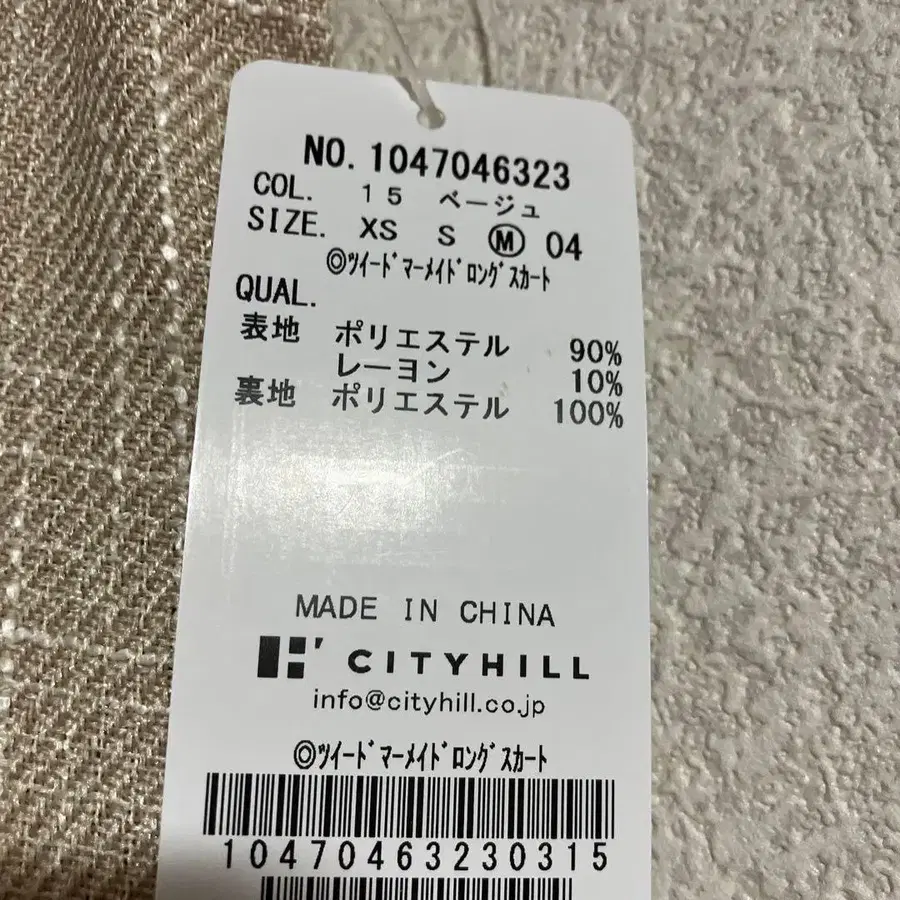 NO. 1047046323
COL. 15 ベージュ
SIZE. XS S Ⓜ 04
◎ﾂｲｰﾄﾞﾏｰﾒｲﾄﾞﾛﾝｸﾞｽｶｰﾄ
QUAL.
表地 ポリエステル 90%
レーヨン 10%
裏地 ポリエステル 100%
MADE IN CHINA
CITYHILL
info@cityhill.co.jp
◎ﾂｲｰﾄﾞﾏｰﾒｲﾄﾞﾛﾝｸﾞｽｶｰﾄ
10470463230315